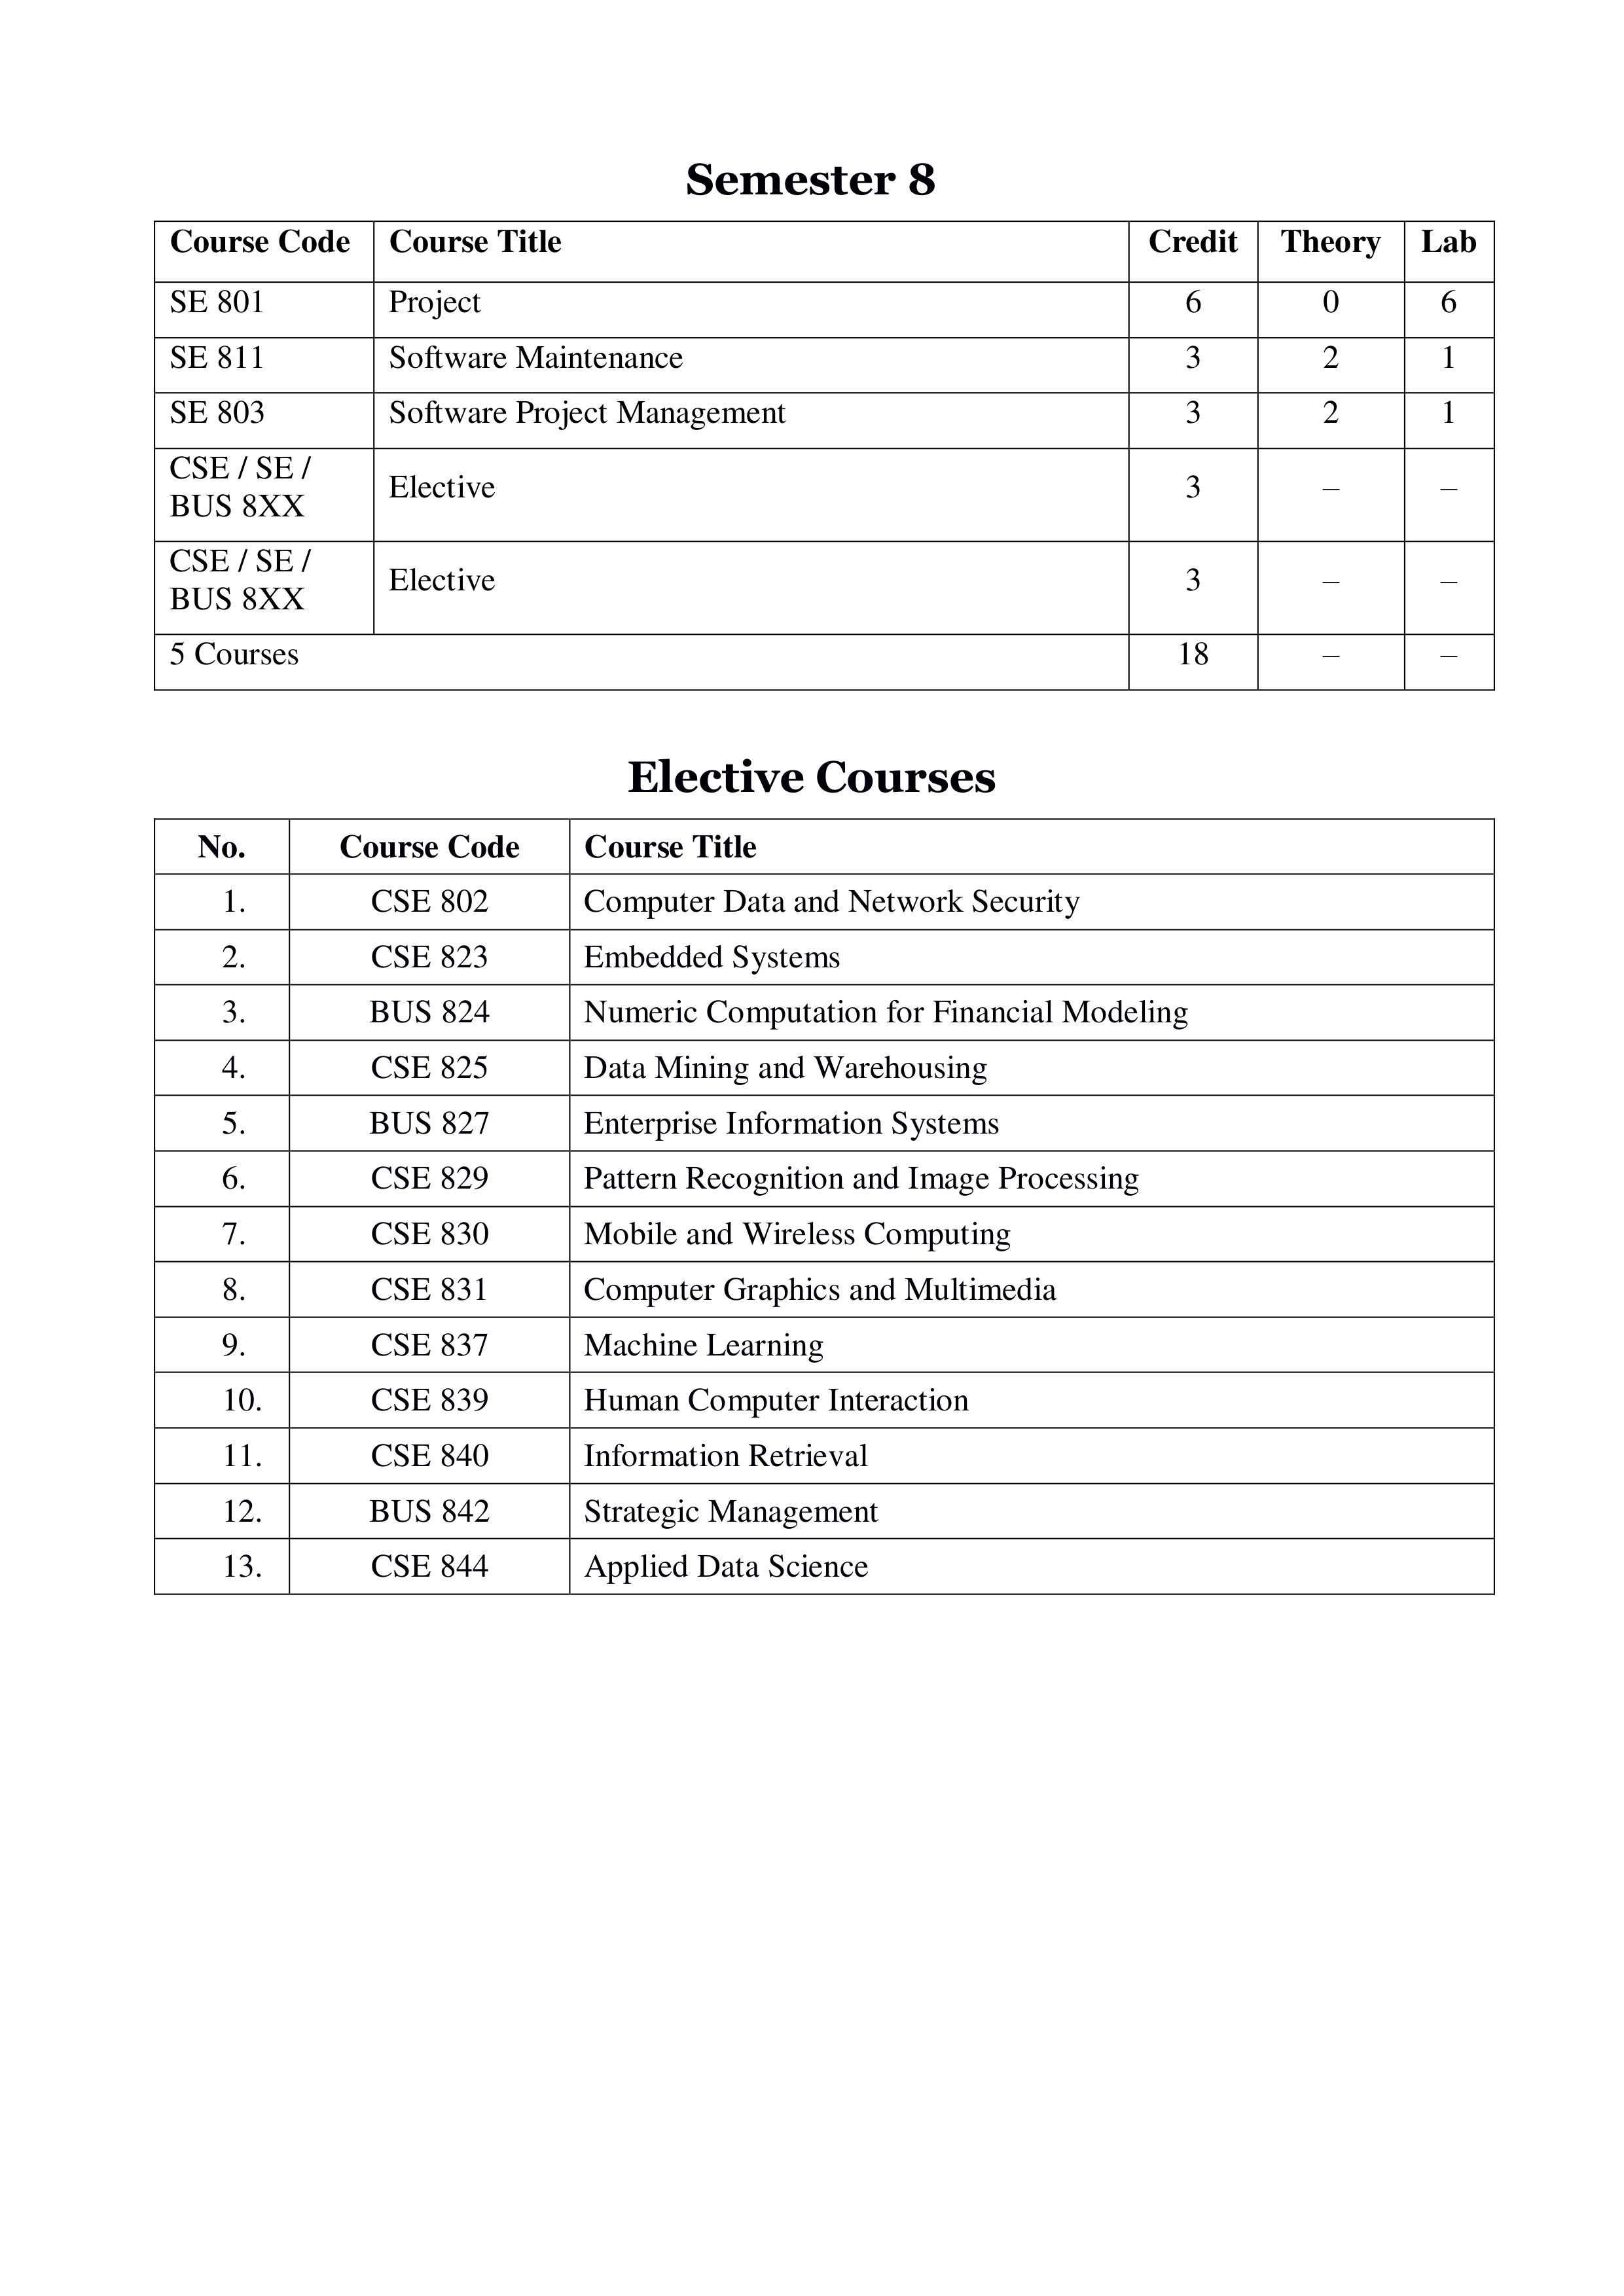 Semester 8
Course Code Course Title Credit Theory Lab
SE 801 Project 6 0 6
SE 811 Software Maintenance 3 2 1
SE 803 Software Project Management 3 2 1
CSE / SE /
BUS 8XX Elective 3 – –
CSE / SE /
BUS 8XX Elective 3 – –
5 Courses 18 – –
Elective Courses
No. Course Code Course Title
1. CSE 802 Computer Data and Network Security
2. CSE 823 Embedded Systems
3. BUS 824 Numeric Computation for Financial Modeling
4. CSE 825 Data Mining and Warehousing
5. BUS 827 Enterprise Information Systems
6. CSE 829 Pattern Recognition and Image Processing
7. CSE 830 Mobile and Wireless Computing
8. CSE 831 Computer Graphics and Multimedia
9. CSE 837 Machine Learning
10. CSE 839 Human Computer Interaction
11. CSE 840 Information Retrieval
12. BUS 842 Strategic Management
13. CSE 844 Applied Data Science